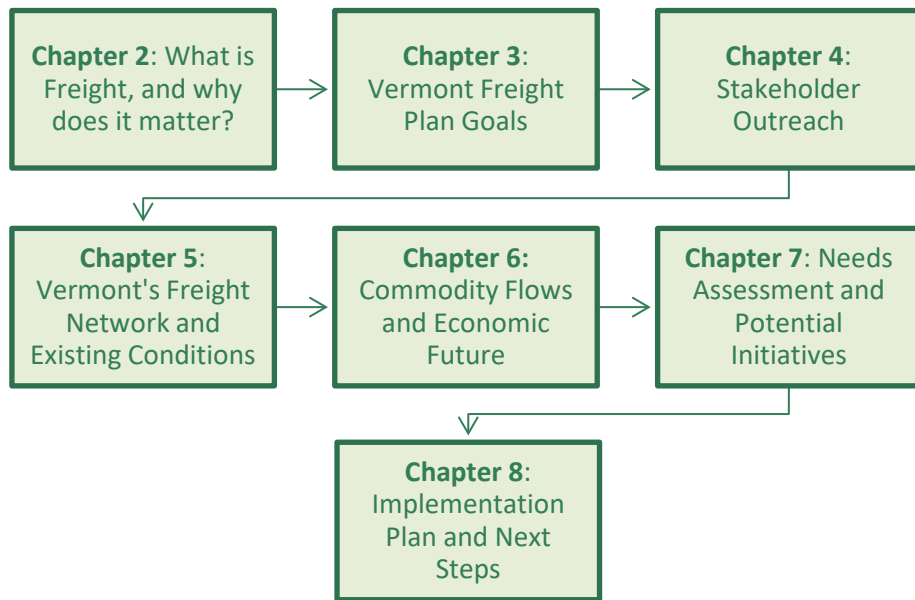 Chapter 2: What is
Freight, and why
does it matter?
Chapter 3:
Vermont Freight
Plan Goals
Chapter 4:
Stakeholder
Outreach
Chapter 5:
Vermont's Freight
Network and
Existing Conditions
Chapter 6:
Commodity Flows
and Economic
Future
Chapter 7: Needs
Assessment and
Potential
Initiatives
Chapter 8:
Implementation
Plan and Next
Steps